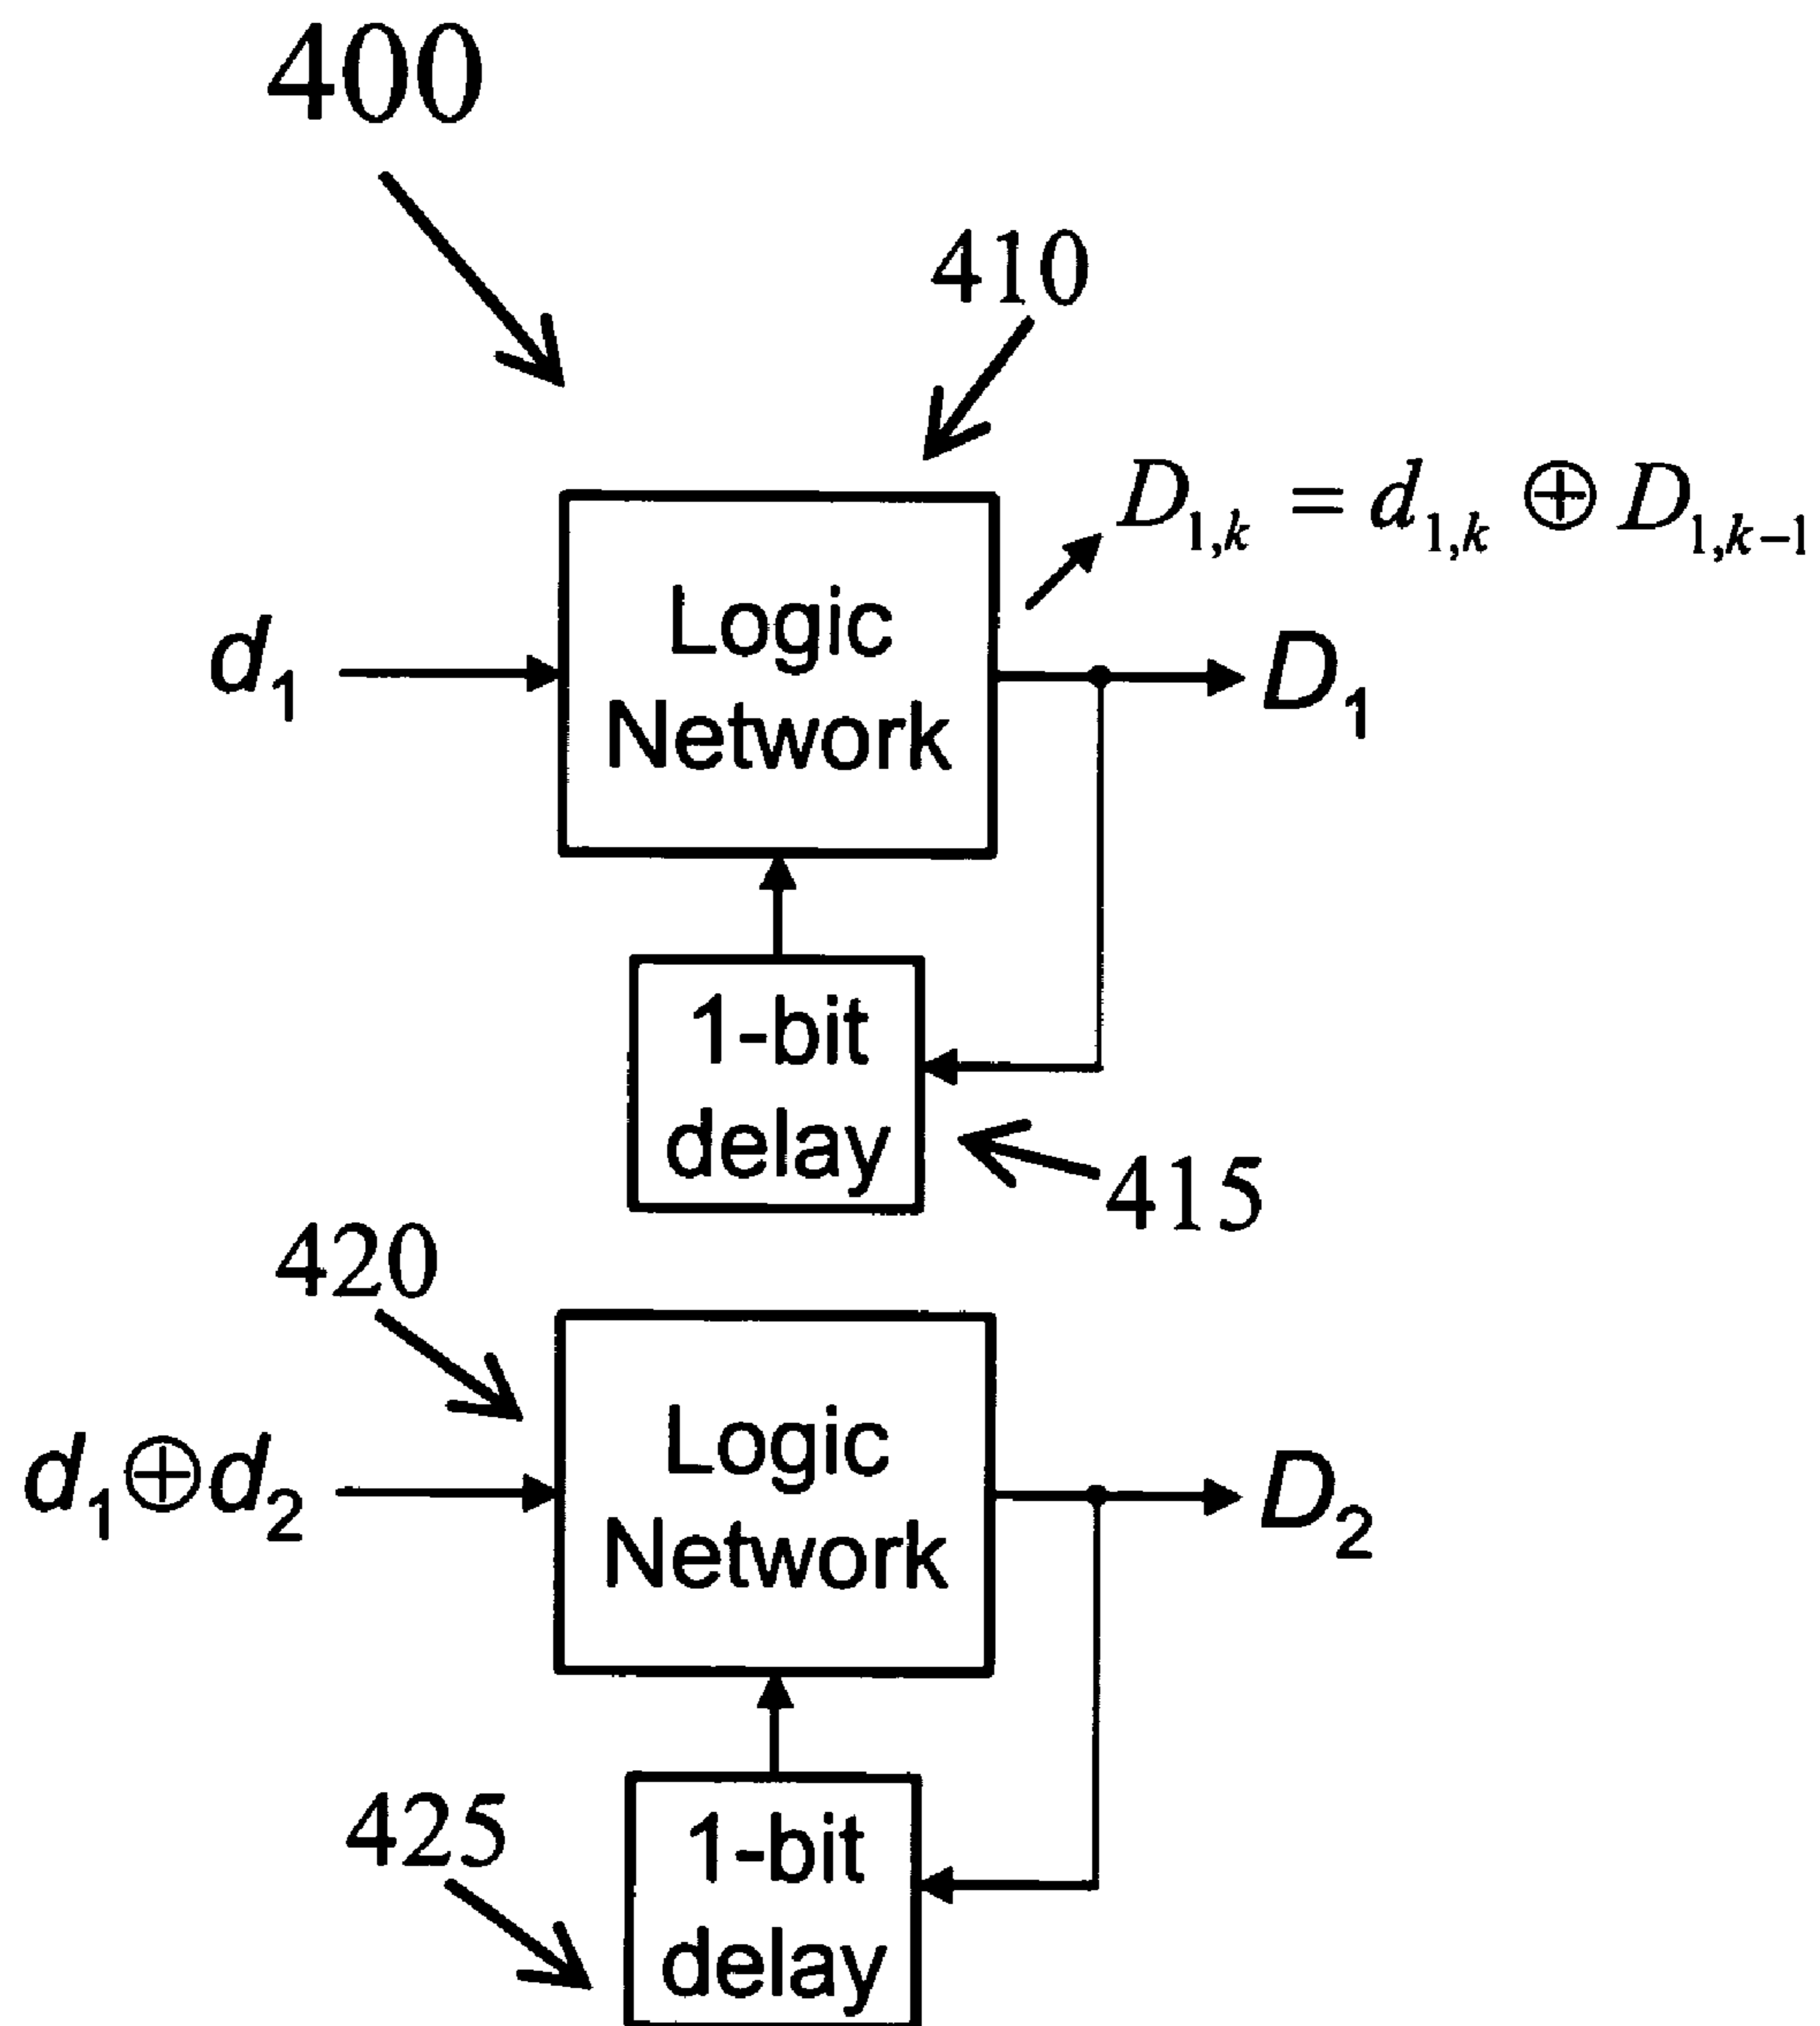 400
410
D1,k = d1,k ⊕ D1,k−1
Logic
Network
d1
D1
1-bit
delay
415
420
Logic
Network
d1⊕d2
D2
425
1-bit
delay